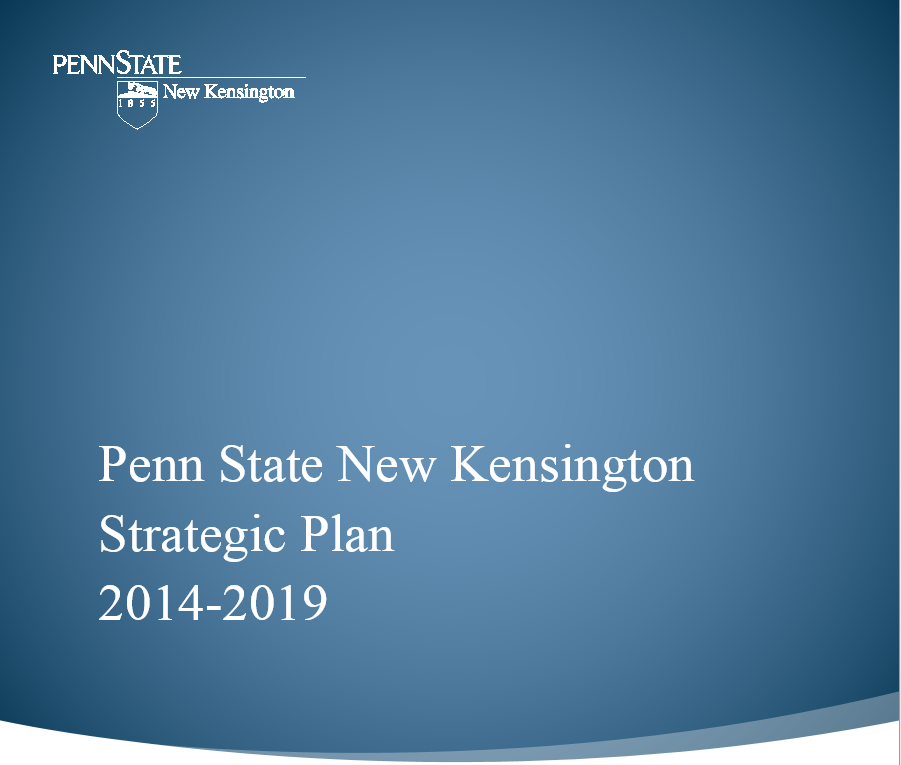 PENNSTATE
New Kensington
1855
Penn State New Kensington
Strategic Plan
2014-2019